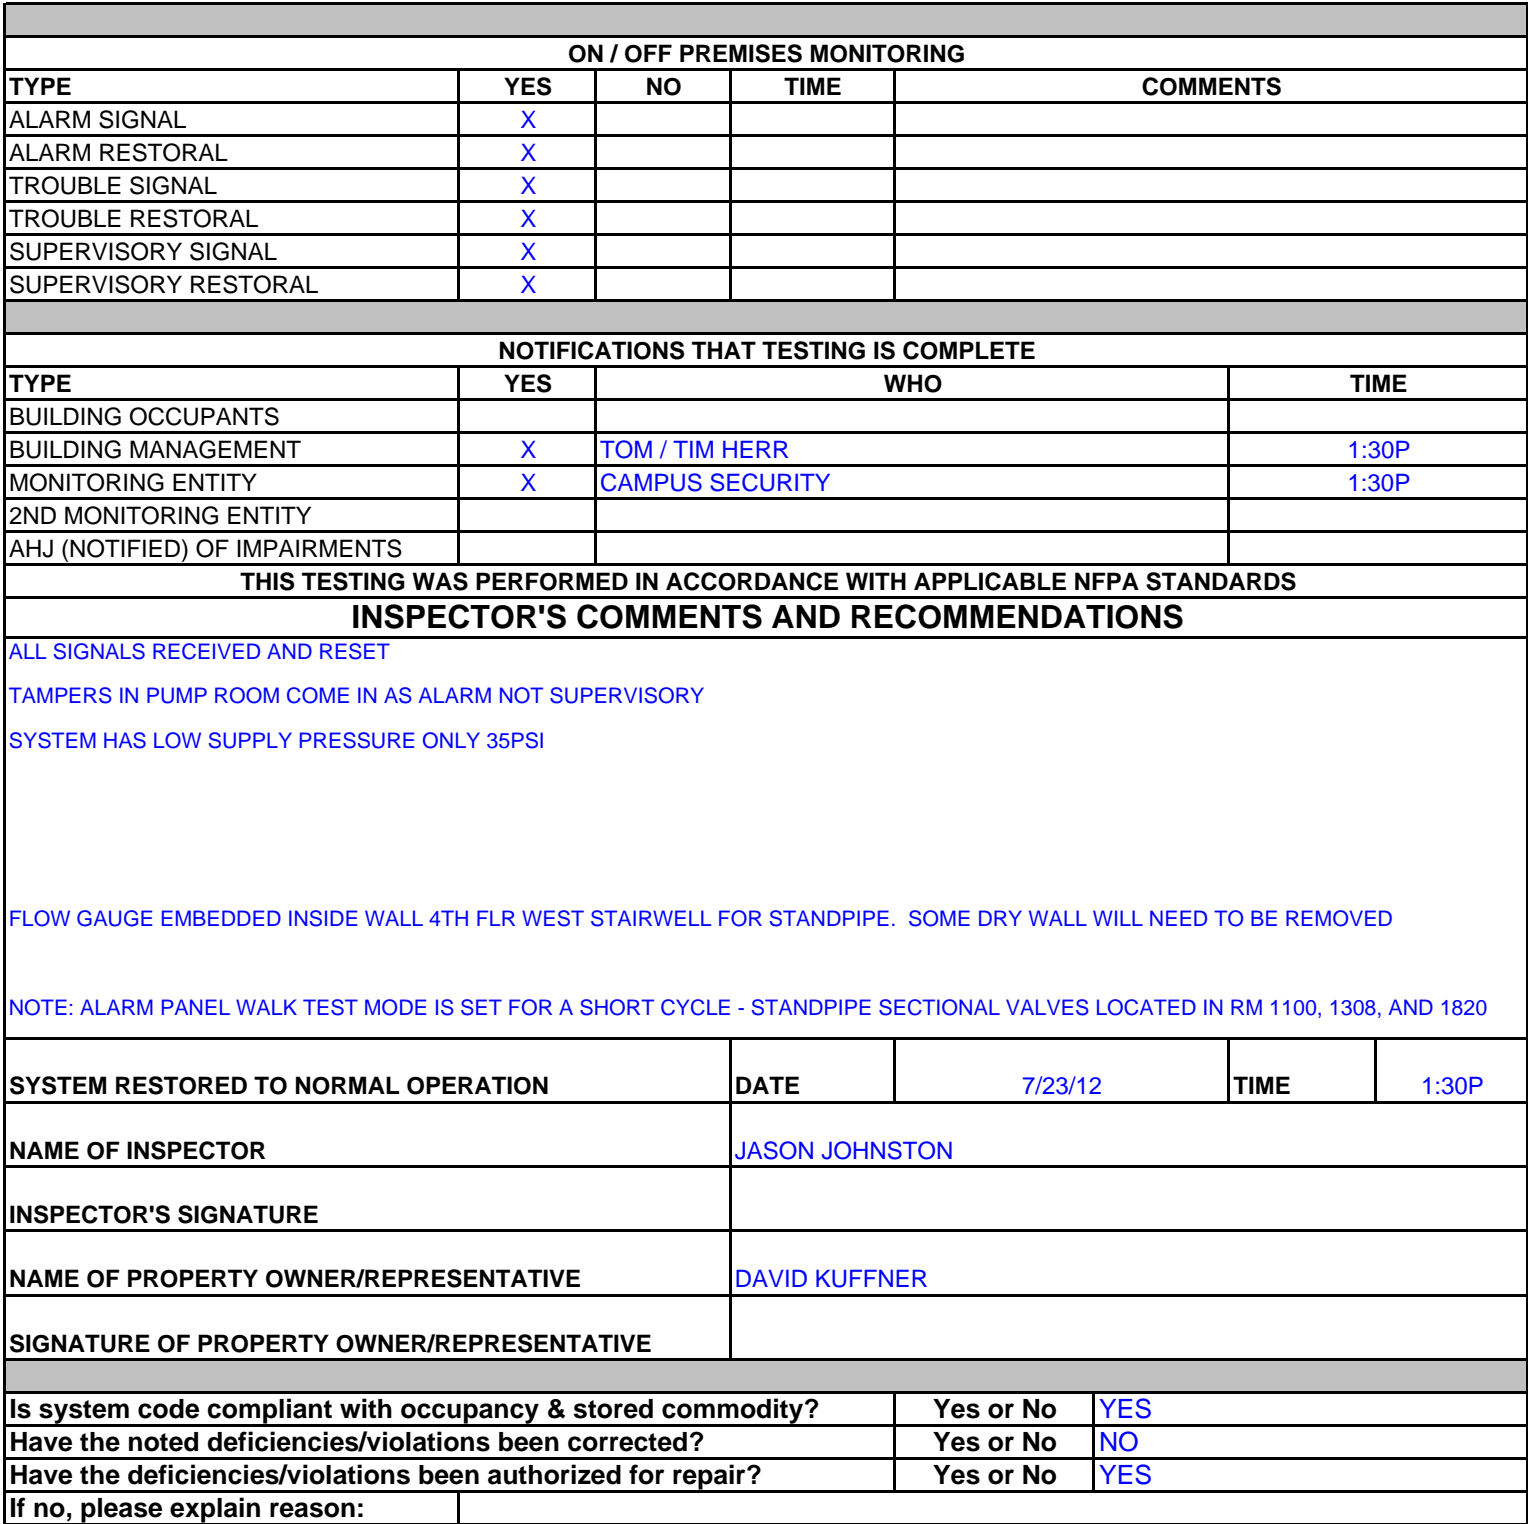 ON / OFF PREMISES MONITORING
TYPE YES NO TIME COMMENTS
ALARM SIGNAL X
ALARM RESTORAL X
TROUBLE SIGNAL X
TROUBLE RESTORAL X
SUPERVISORY SIGNAL X
SUPERVISORY RESTORAL X
NOTIFICATIONS THAT TESTING IS COMPLETE
TYPE YES WHO TIME
BUILDING OCCUPANTS
BUILDING MANAGEMENT X TOM / TIM HERR 1:30P
MONITORING ENTITY X CAMPUS SECURITY 1:30P
2ND MONITORING ENTITY
AHJ (NOTIFIED) OF IMPAIRMENTS
THIS TESTING WAS PERFORMED IN ACCORDANCE WITH APPLICABLE NFPA STANDARDS
INSPECTOR'S COMMENTS AND RECOMMENDATIONS
ALL SIGNALS RECEIVED AND RESET
TAMPERS IN PUMP ROOM COME IN AS ALARM NOT SUPERVISORY
SYSTEM HAS LOW SUPPLY PRESSURE ONLY 35PSI
FLOW GAUGE EMBEDDED INSIDE WALL 4TH FLR WEST STAIRWELL FOR STANDPIPE.  SOME DRY WALL WILL NEED TO BE REMOVED
NOTE: ALARM PANEL WALK TEST MODE IS SET FOR A SHORT CYCLE - STANDPIPE SECTIONAL VALVES LOCATED IN RM 1100, 1308, AND 1820
SYSTEM RESTORED TO NORMAL OPERATION DATE 7/23/12 TIME 1:30P
NAME OF INSPECTOR JASON JOHNSTON
INSPECTOR'S SIGNATURE
NAME OF PROPERTY OWNER/REPRESENTATIVE DAVID KUFFNER
SIGNATURE OF PROPERTY OWNER/REPRESENTATIVE
Is system code compliant with occupancy & stored commodity? Yes or No YES
Have the noted deficiencies/violations been corrected? Yes or No NO
Have the deficiencies/violations been authorized for repair? Yes or No YES
If no, please explain reason: